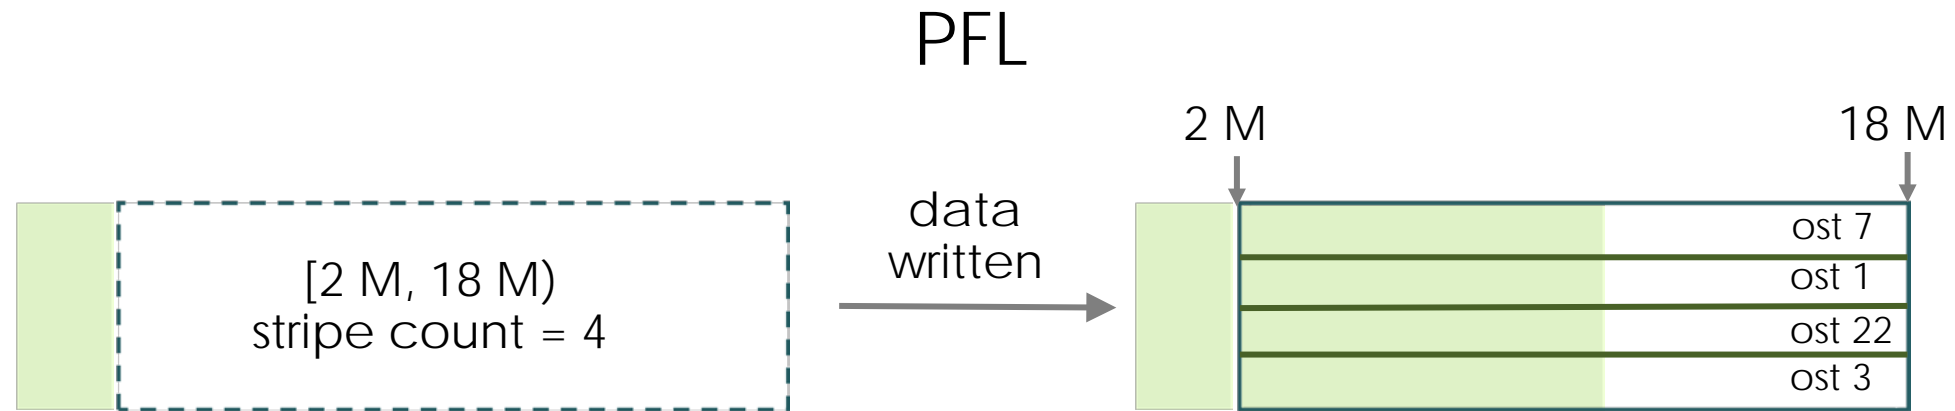 PFL
[2 M, 18 M)
stripe count = 4
data
written
2 M
18 M
ost 7
ost 1
ost 22
ost 3